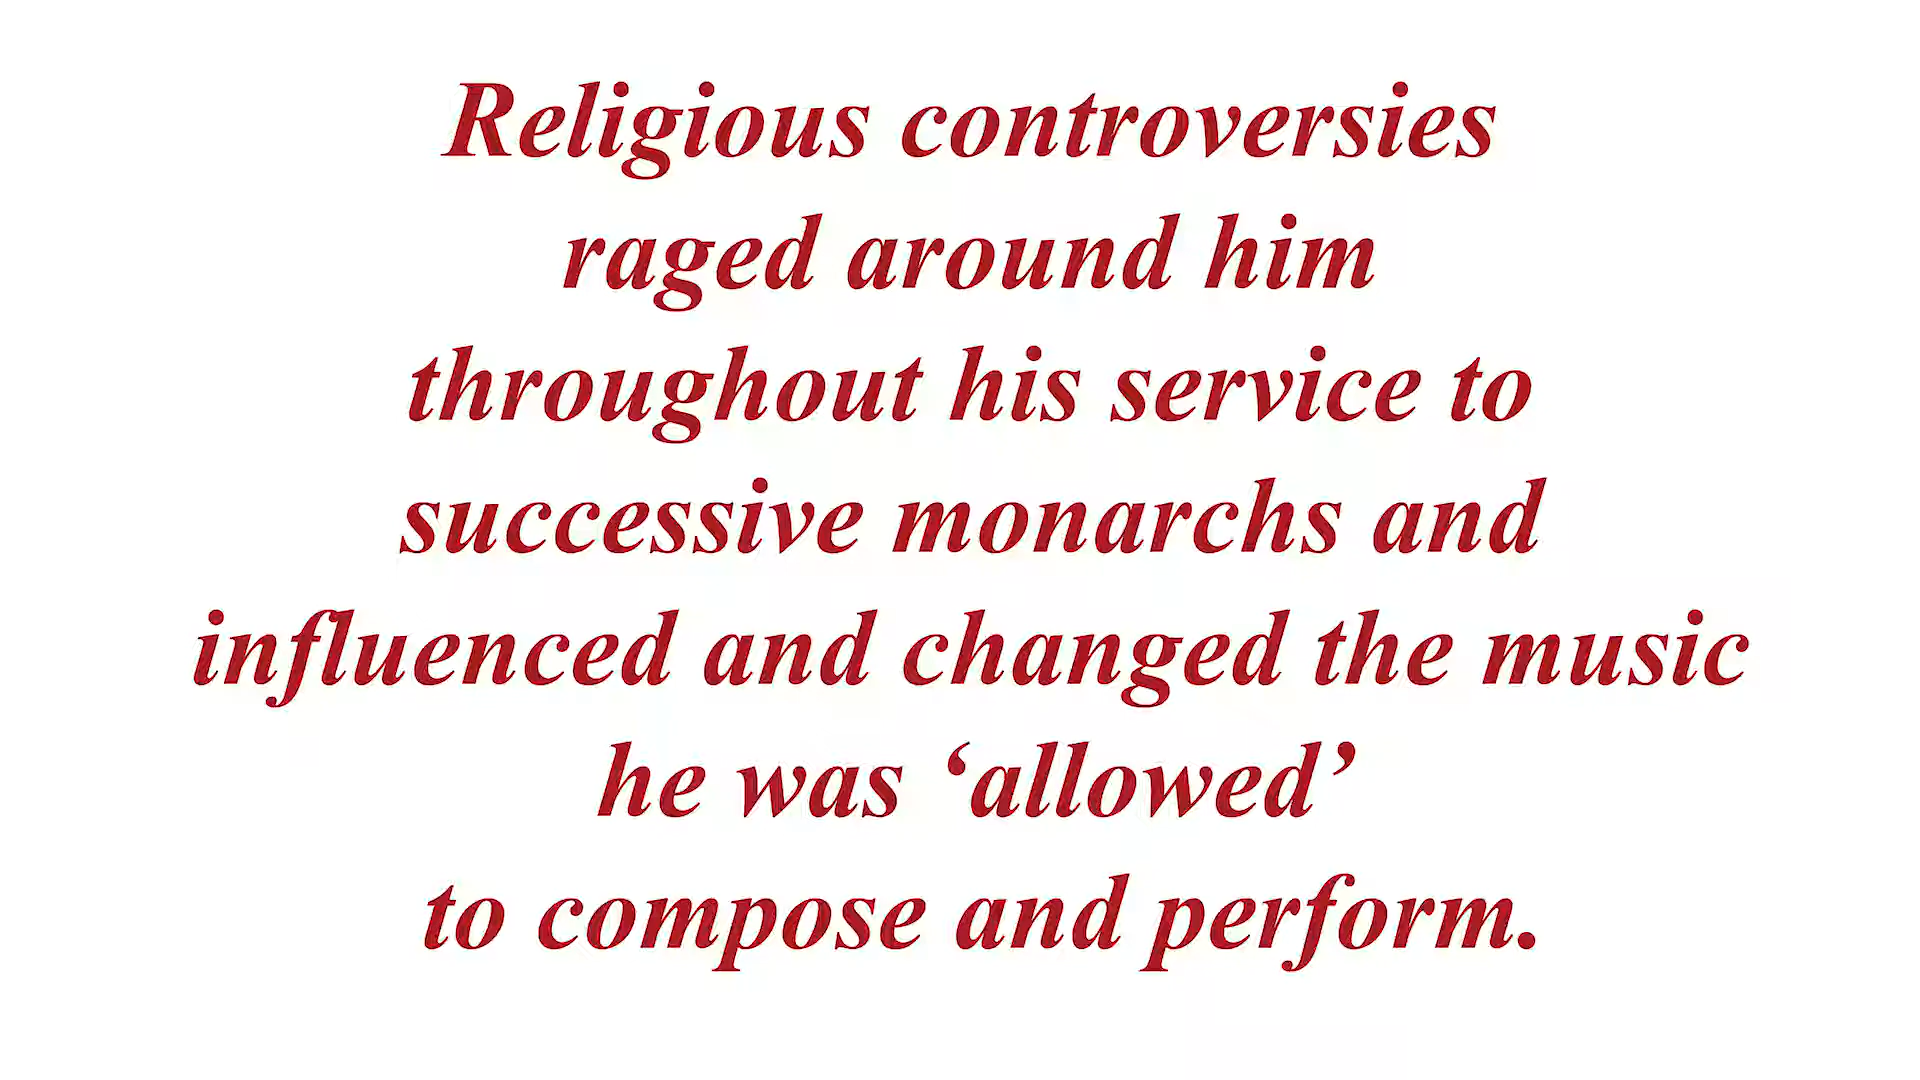 Religious controversies
raged around him
throughout his service to
successive monarchs and
influenced and changed the music
he was ‘allowed’
to compose and perform.